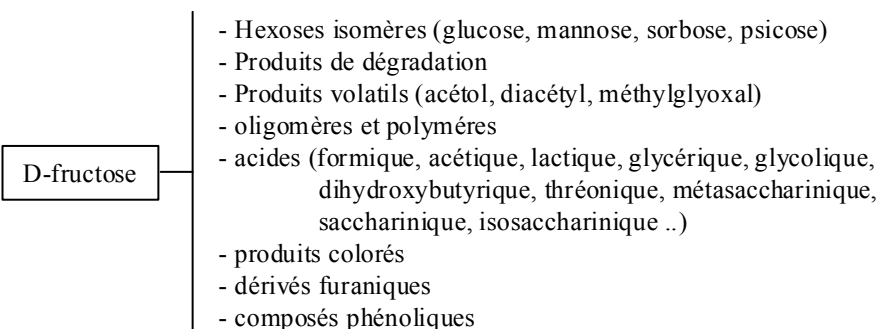 - Hexoses isomères (glucose, mannose, sorbose, psicose)
- Produits de dégradation
- Produits volatils (acétol, diacétyl, méthylglyoxal)
- oligomères et polyméres
D-fructose
- acides (formique, acétique, lactique, glycérique, glycolique,
dihydroxybutyrique, thréonique, métasaccharinique,
saccharinique, isosaccharinique ..)
- produits colorés
- dérivés furaniques
- composés phénoliques